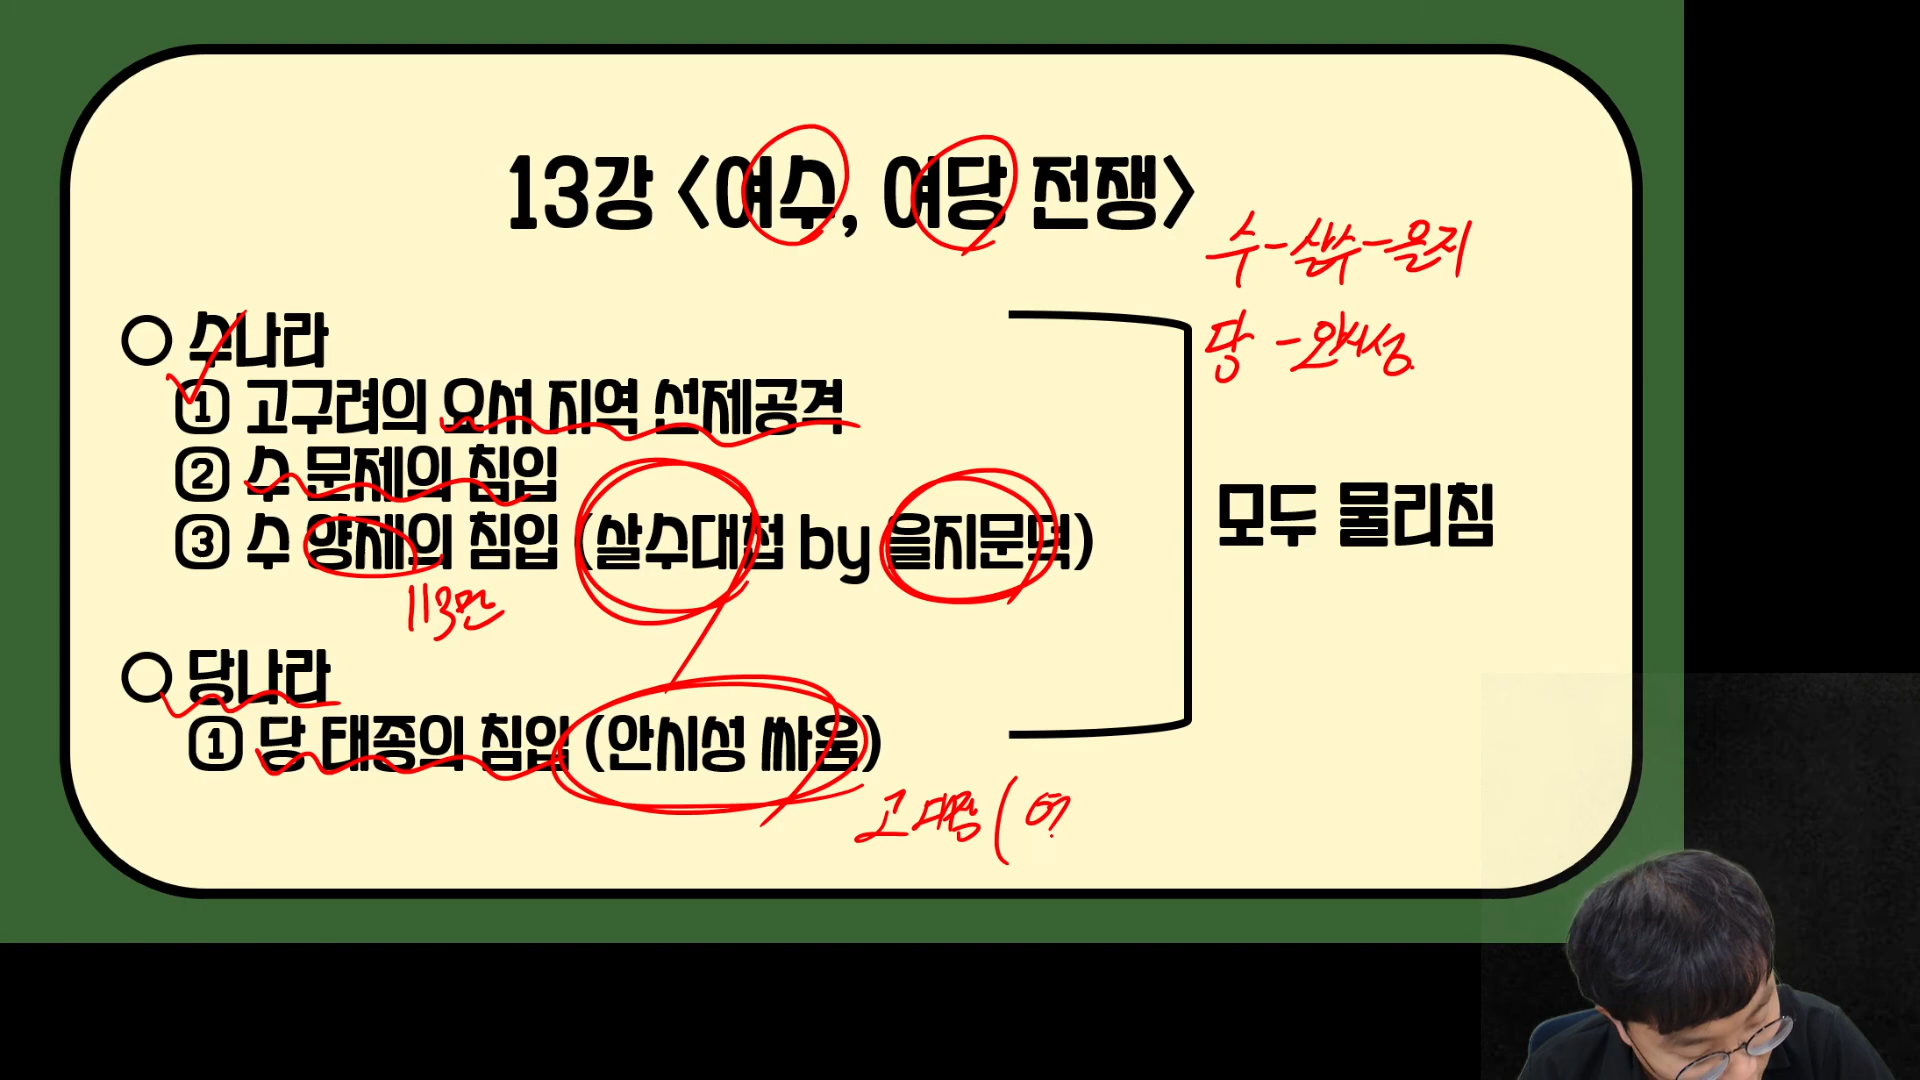 13강 <여수, 여당 전쟁>
수-살수-을지
당 -안시성
○ 수나라
① 고구려의 요서 지역 선제공격
② 수 문제의 침입
③ 수 양제의 침입 (살수대첩 by 을지문덕)
113만
모두 물리침
○ 당나라
① 당 태종의 침입 (안시성 싸움)
고